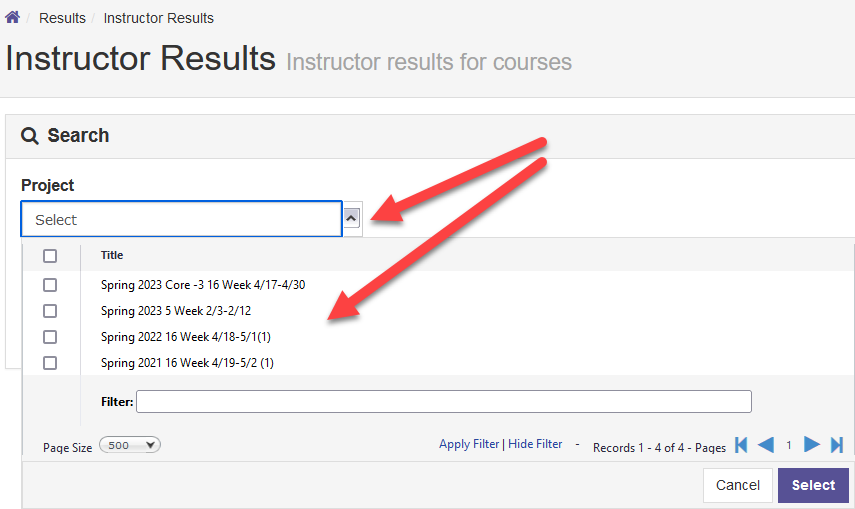 / Results / Instructor Results
Instructor Results Instructor results for courses
Search
Project
Select
Title
Spring 2023 Core -3 16 Week 4/17-4/30
Spring 2023 5 Week 2/3-2/12
Spring 2022 16 Week 4/18-5/1(1)
Spring 2021 16 Week 4/19-5/2 (1)
Filter:
Page Size 500 Apply Filter | Hide Filter - Records 1 - 4 of 4 - Pages 1
Cancel Select